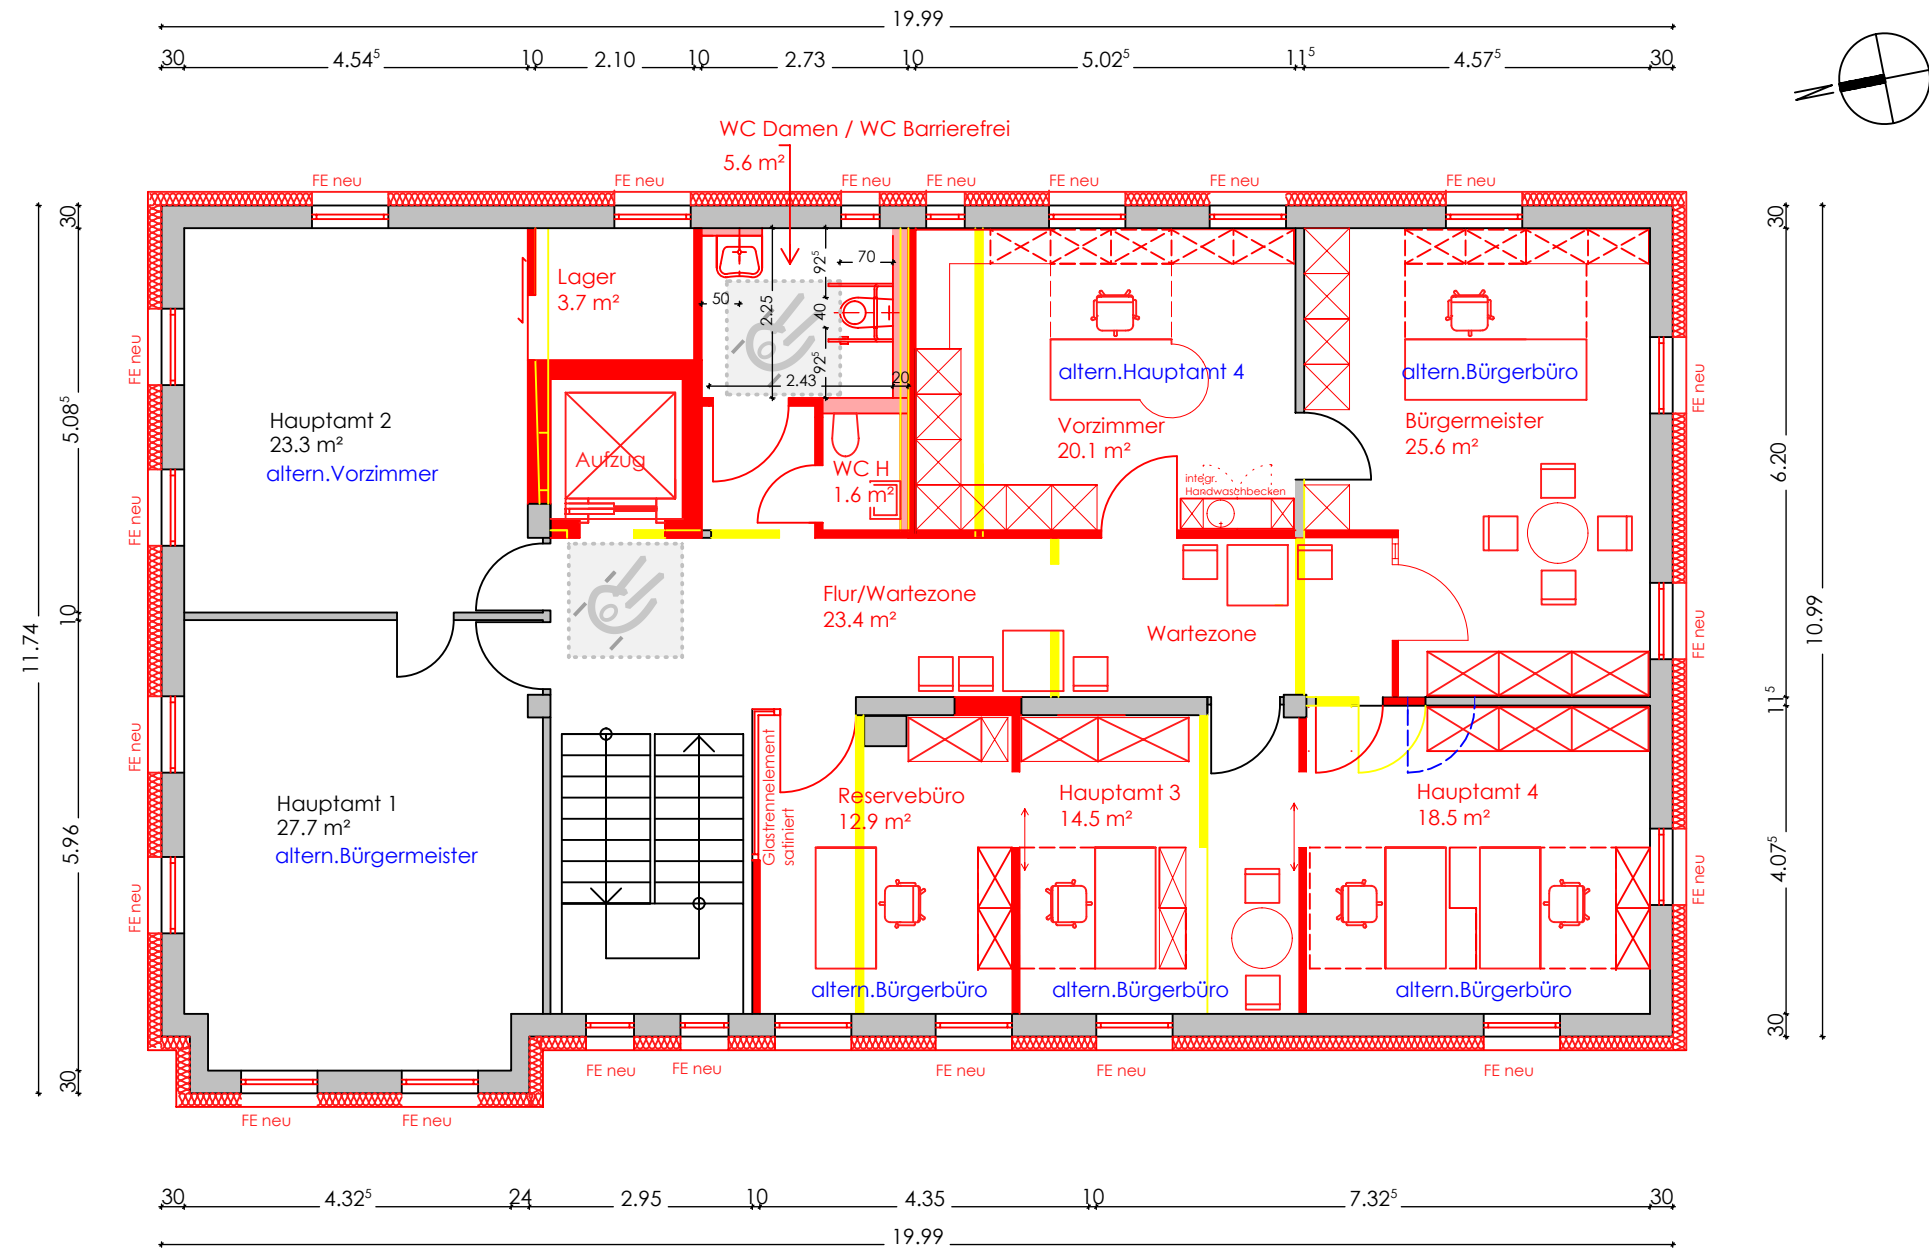 19.99
30 4.54⁵ 10 2.10 10 2.73 10 5.02⁵ 11⁵ 4.57⁵ 30
N
WC Damen / WC Barrierefrei
5.6 m²
FE neu FE neu FE neu FE neu FE neu FE neu FE neu
30
30
Lager
3.7 m²
70
92⁵
50
2.25
40
92⁵
2.43
20
FE neu
FE neu
altern.Hauptamt 4
altern.Bürgerbüro
Hauptamt 2
23.3 m²
altern.Vorzimmer
5.08⁵
Aufzug
WC H
1.6 m²
Vorzimmer
20.1 m²
Bürgermeister
25.6 m²
integr.
Handwaschbecken
6.20
FE neu
10
Flur/Wartezone
23.4 m²
Wartezone
FE neu
11.74
10.99
11⁵
FE neu
Glastrennelement
satiniert
Hauptamt 1
27.7 m²
altern.Bürgermeister
Reservebüro
12.9 m²
Hauptamt 3
14.5 m²
Hauptamt 4
18.5 m²
5.96
4.07⁵
FE neu
FE neu
altern.Bürgerbüro altern.Bürgerbüro altern.Bürgerbüro
30
30
FE neu FE neu FE neu FE neu FE neu
FE neu FE neu
30 4.32⁵ 24 2.95 10 4.35 10 7.32⁵ 30
19.99